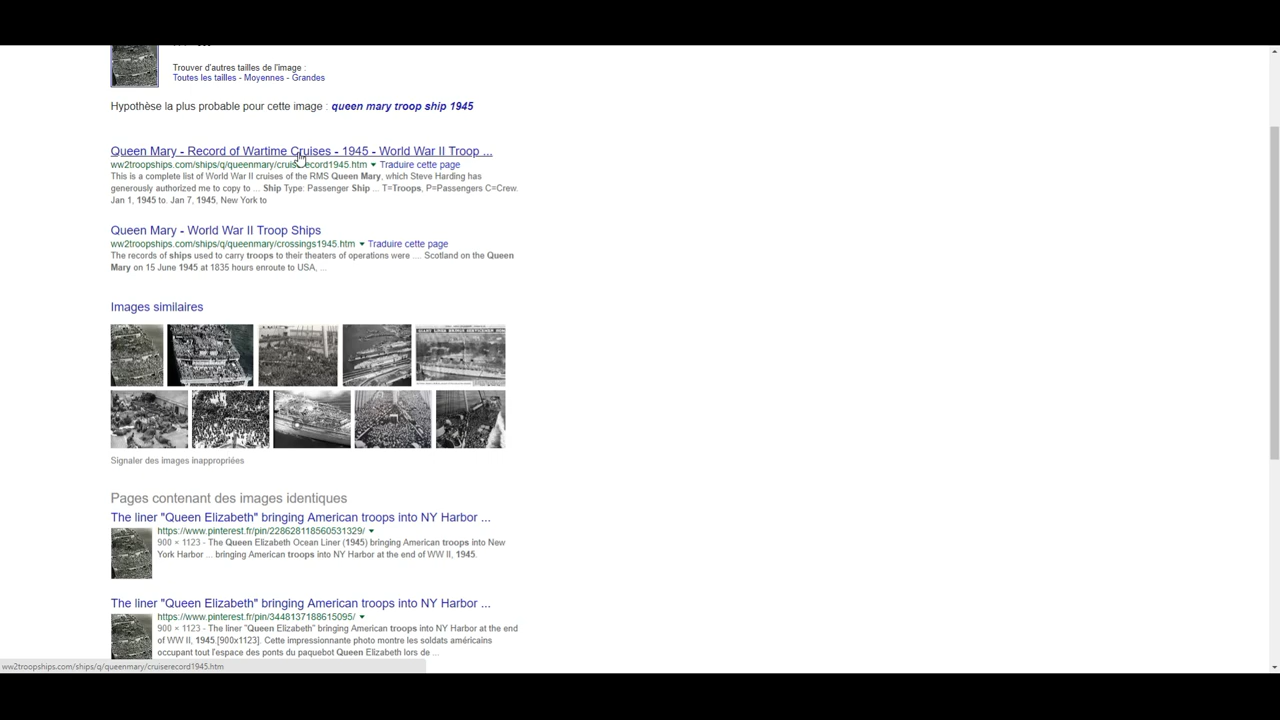 Trouver d'autres tailles de l'image :
Toutes les tailles - Moyennes - Grandes
Hypothèse la plus probable pour cette image : queen mary troop ship 1945
Queen Mary - Record of Wartime Cruises - 1945 - World War II Troop ...
ww2troopships.com/ships/q/queenmary/cruiserecord1945.htm Traduire cette page
This is a complete list of World War II cruises of the RMS Queen Mary, which Steve Harding has
generously authorized me to copy to ... Ship Type: Passenger Ship ... T=Troops, P=Passengers C=Crew.
Jan 1, 1945 to. Jan 7, 1945, New York to
Queen Mary - World War II Troop Ships
ww2troopships.com/ships/q/queenmary/crossings1945.htm Traduire cette page
The records of ships used to carry troops to their theaters of operations were .... Scotland on the Queen
Mary on 15 June 1945 at 1835 hours enroute to USA, ...
Images similaires
Signaler des images inappropriées
Pages contenant des images identiques
The liner "Queen Elizabeth" bringing American troops into NY Harbor ...
https://www.pinterest.fr/pin/228628118560531329/
900 × 1123 - The Queen Elizabeth Ocean Liner (1945) bringing American troops into New
York Harbor ... bringing American troops into NY Harbor at the end of WW II, 1945.
The liner "Queen Elizabeth" bringing American troops into NY Harbor ...
https://www.pinterest.fr/pin/3448137188615095/
900 × 1123 - The liner "Queen Elizabeth" bringing American troops into NY Harbor at the end
of WW II, 1945 [900x1123]. Cette impressionnante photo montre les soldats américains
occupant tout l'espace des ponts du paquebot Queen Elizabeth lors de ...
ww2troopships.com/ships/q/queenmary/cruiserecord1945.htm